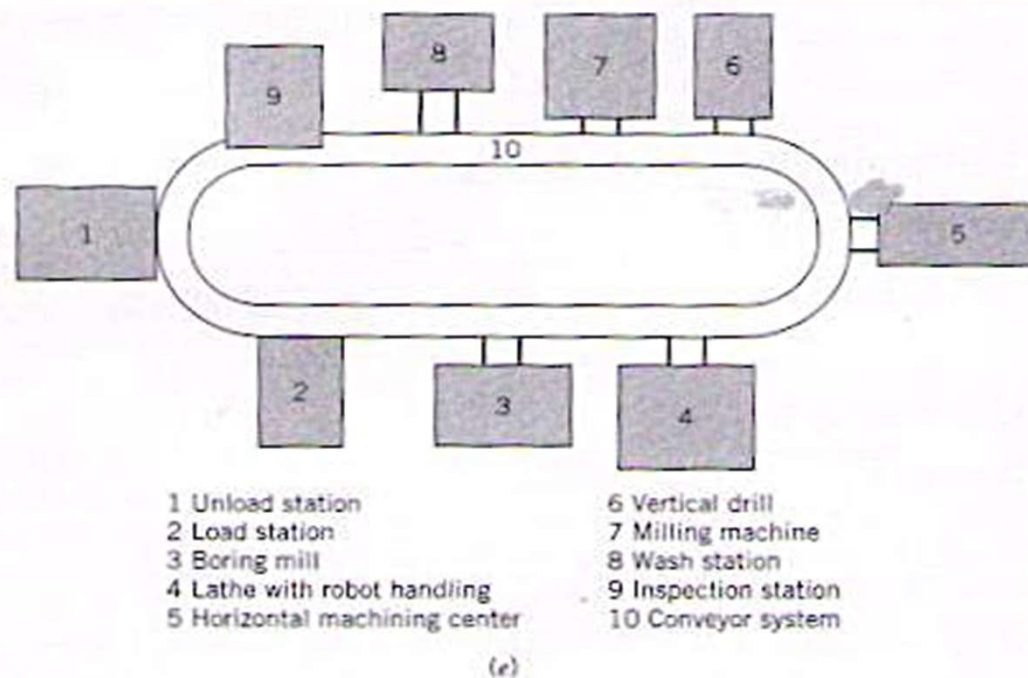 8
7
6
9
10
1
5
2
3
4
1 Unload station
2 Load station
3 Boring mill
4 Lathe with robot handling
5 Horizontal machining center
6 Vertical drill
7 Milling machine
8 Wash station
9 Inspection station
10 Conveyor system
(e)